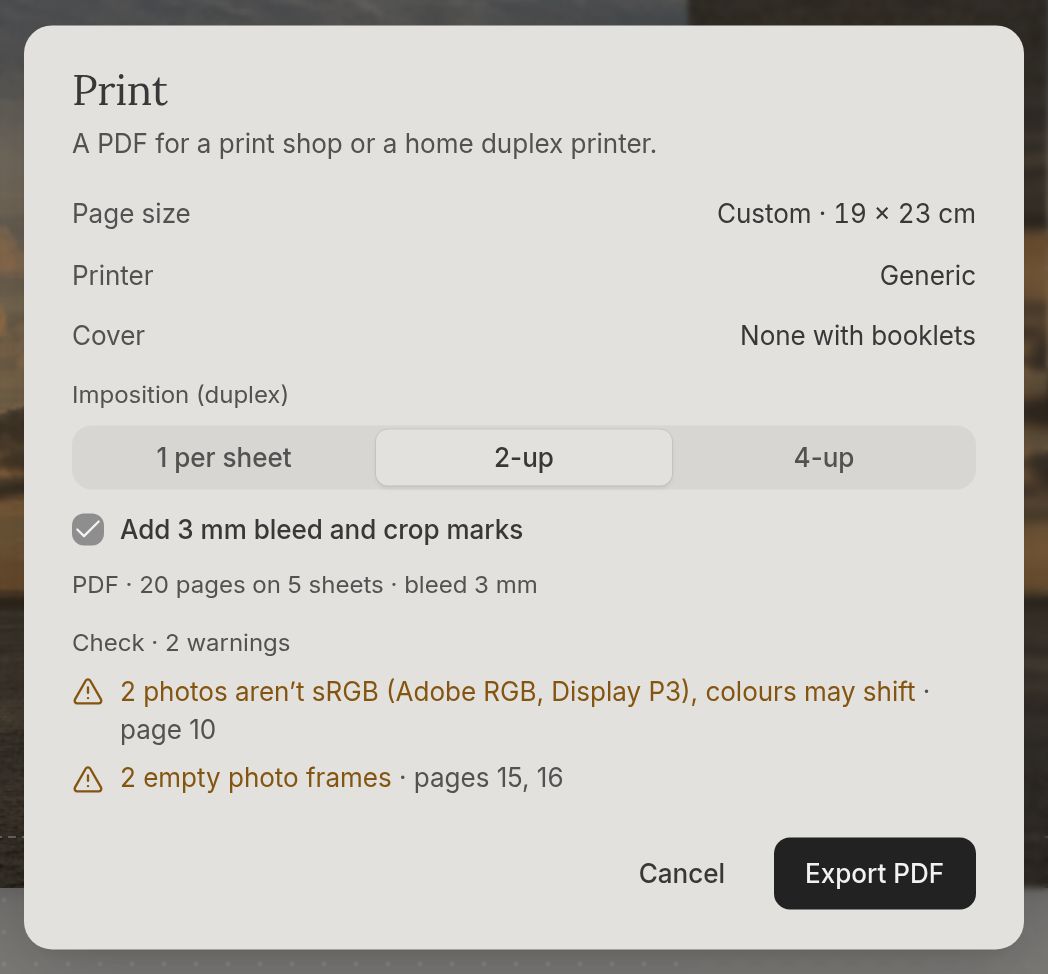 Print
A PDF for a print shop or a home duplex printer.
Page size
Custom · 19 × 23 cm
Printer
Generic
Cover
None with booklets
Imposition (duplex)
1 per sheet
2-up
4-up
Add 3 mm bleed and crop marks
PDF · 20 pages on 5 sheets · bleed 3 mm
Check · 2 warnings
2 photos aren’t sRGB (Adobe RGB, Display P3), colours may shift ·
page 10
2 empty photo frames · pages 15, 16
Cancel
Export PDF